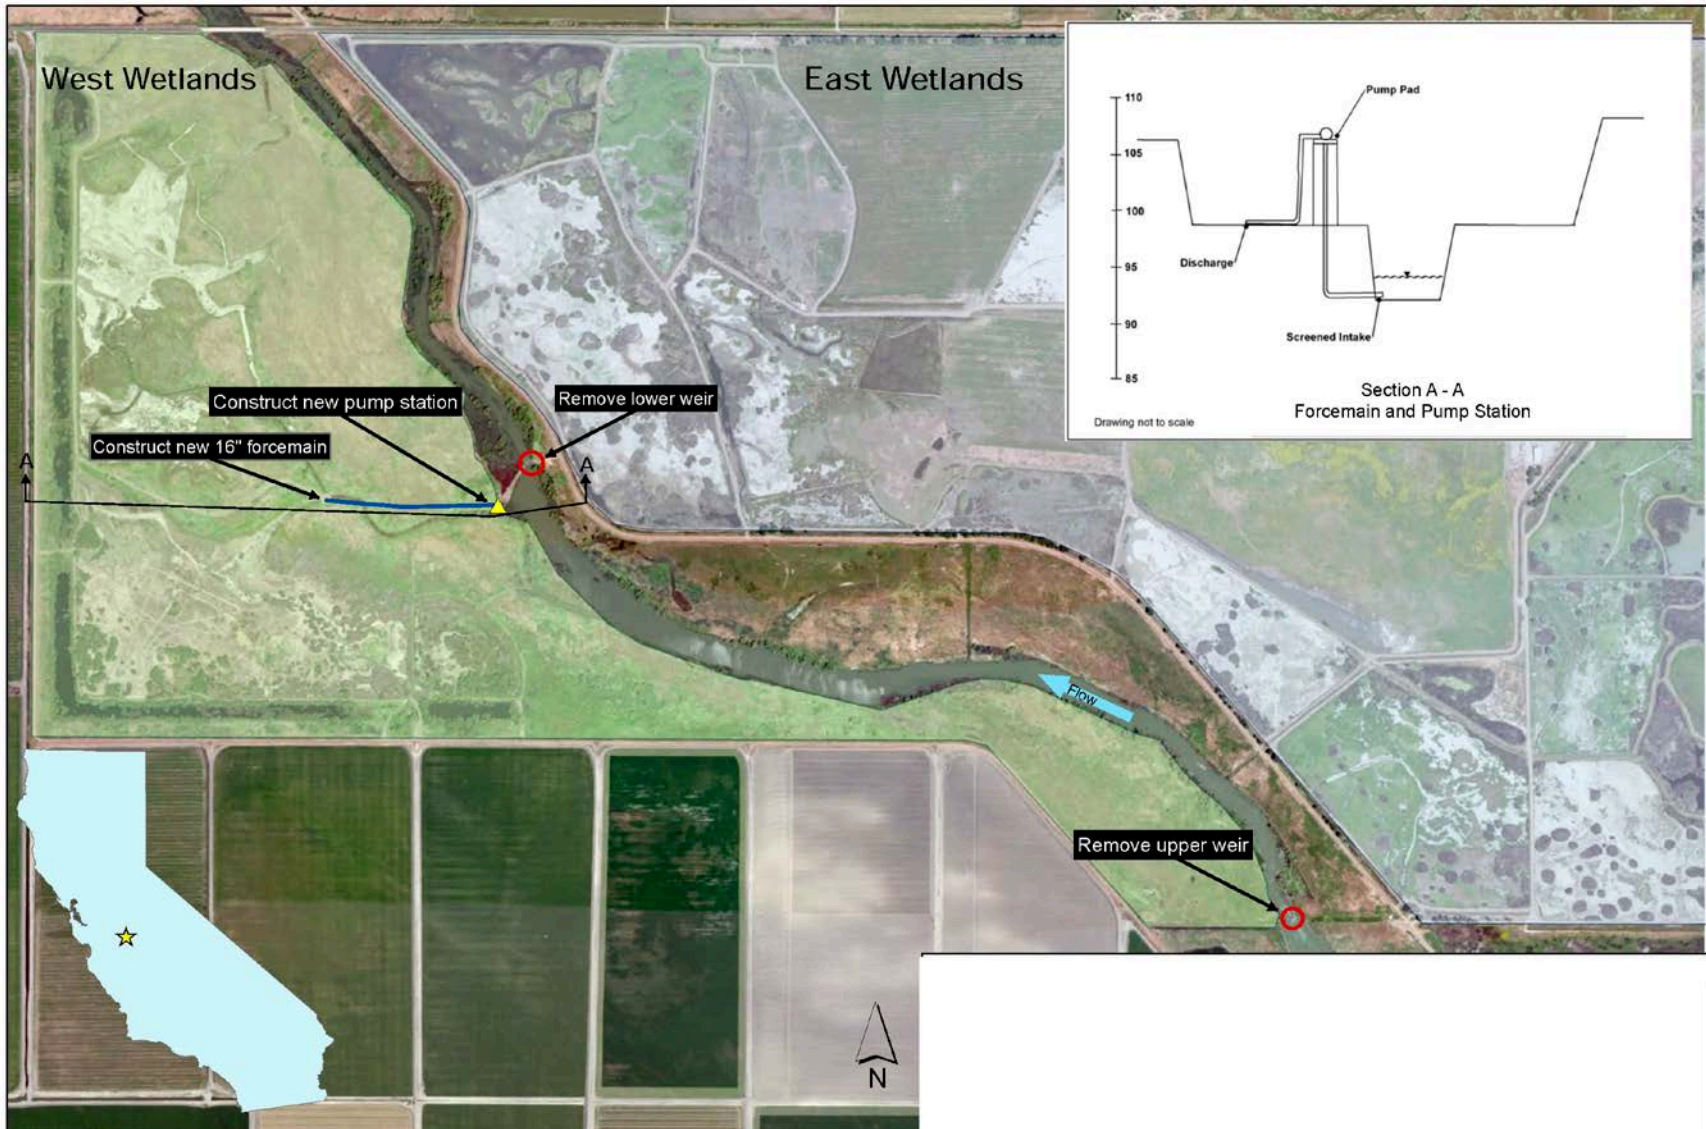 West Wetlands
East Wetlands
110
105
100
95
90
85
Pump Pad
Discharge
Screened Intake
Section A - A
Forcemain and Pump Station
Drawing not to scale
Construct new pump station
Remove lower weir
Construct new 16" forcemain
A
A
Flow
Remove upper weir
N